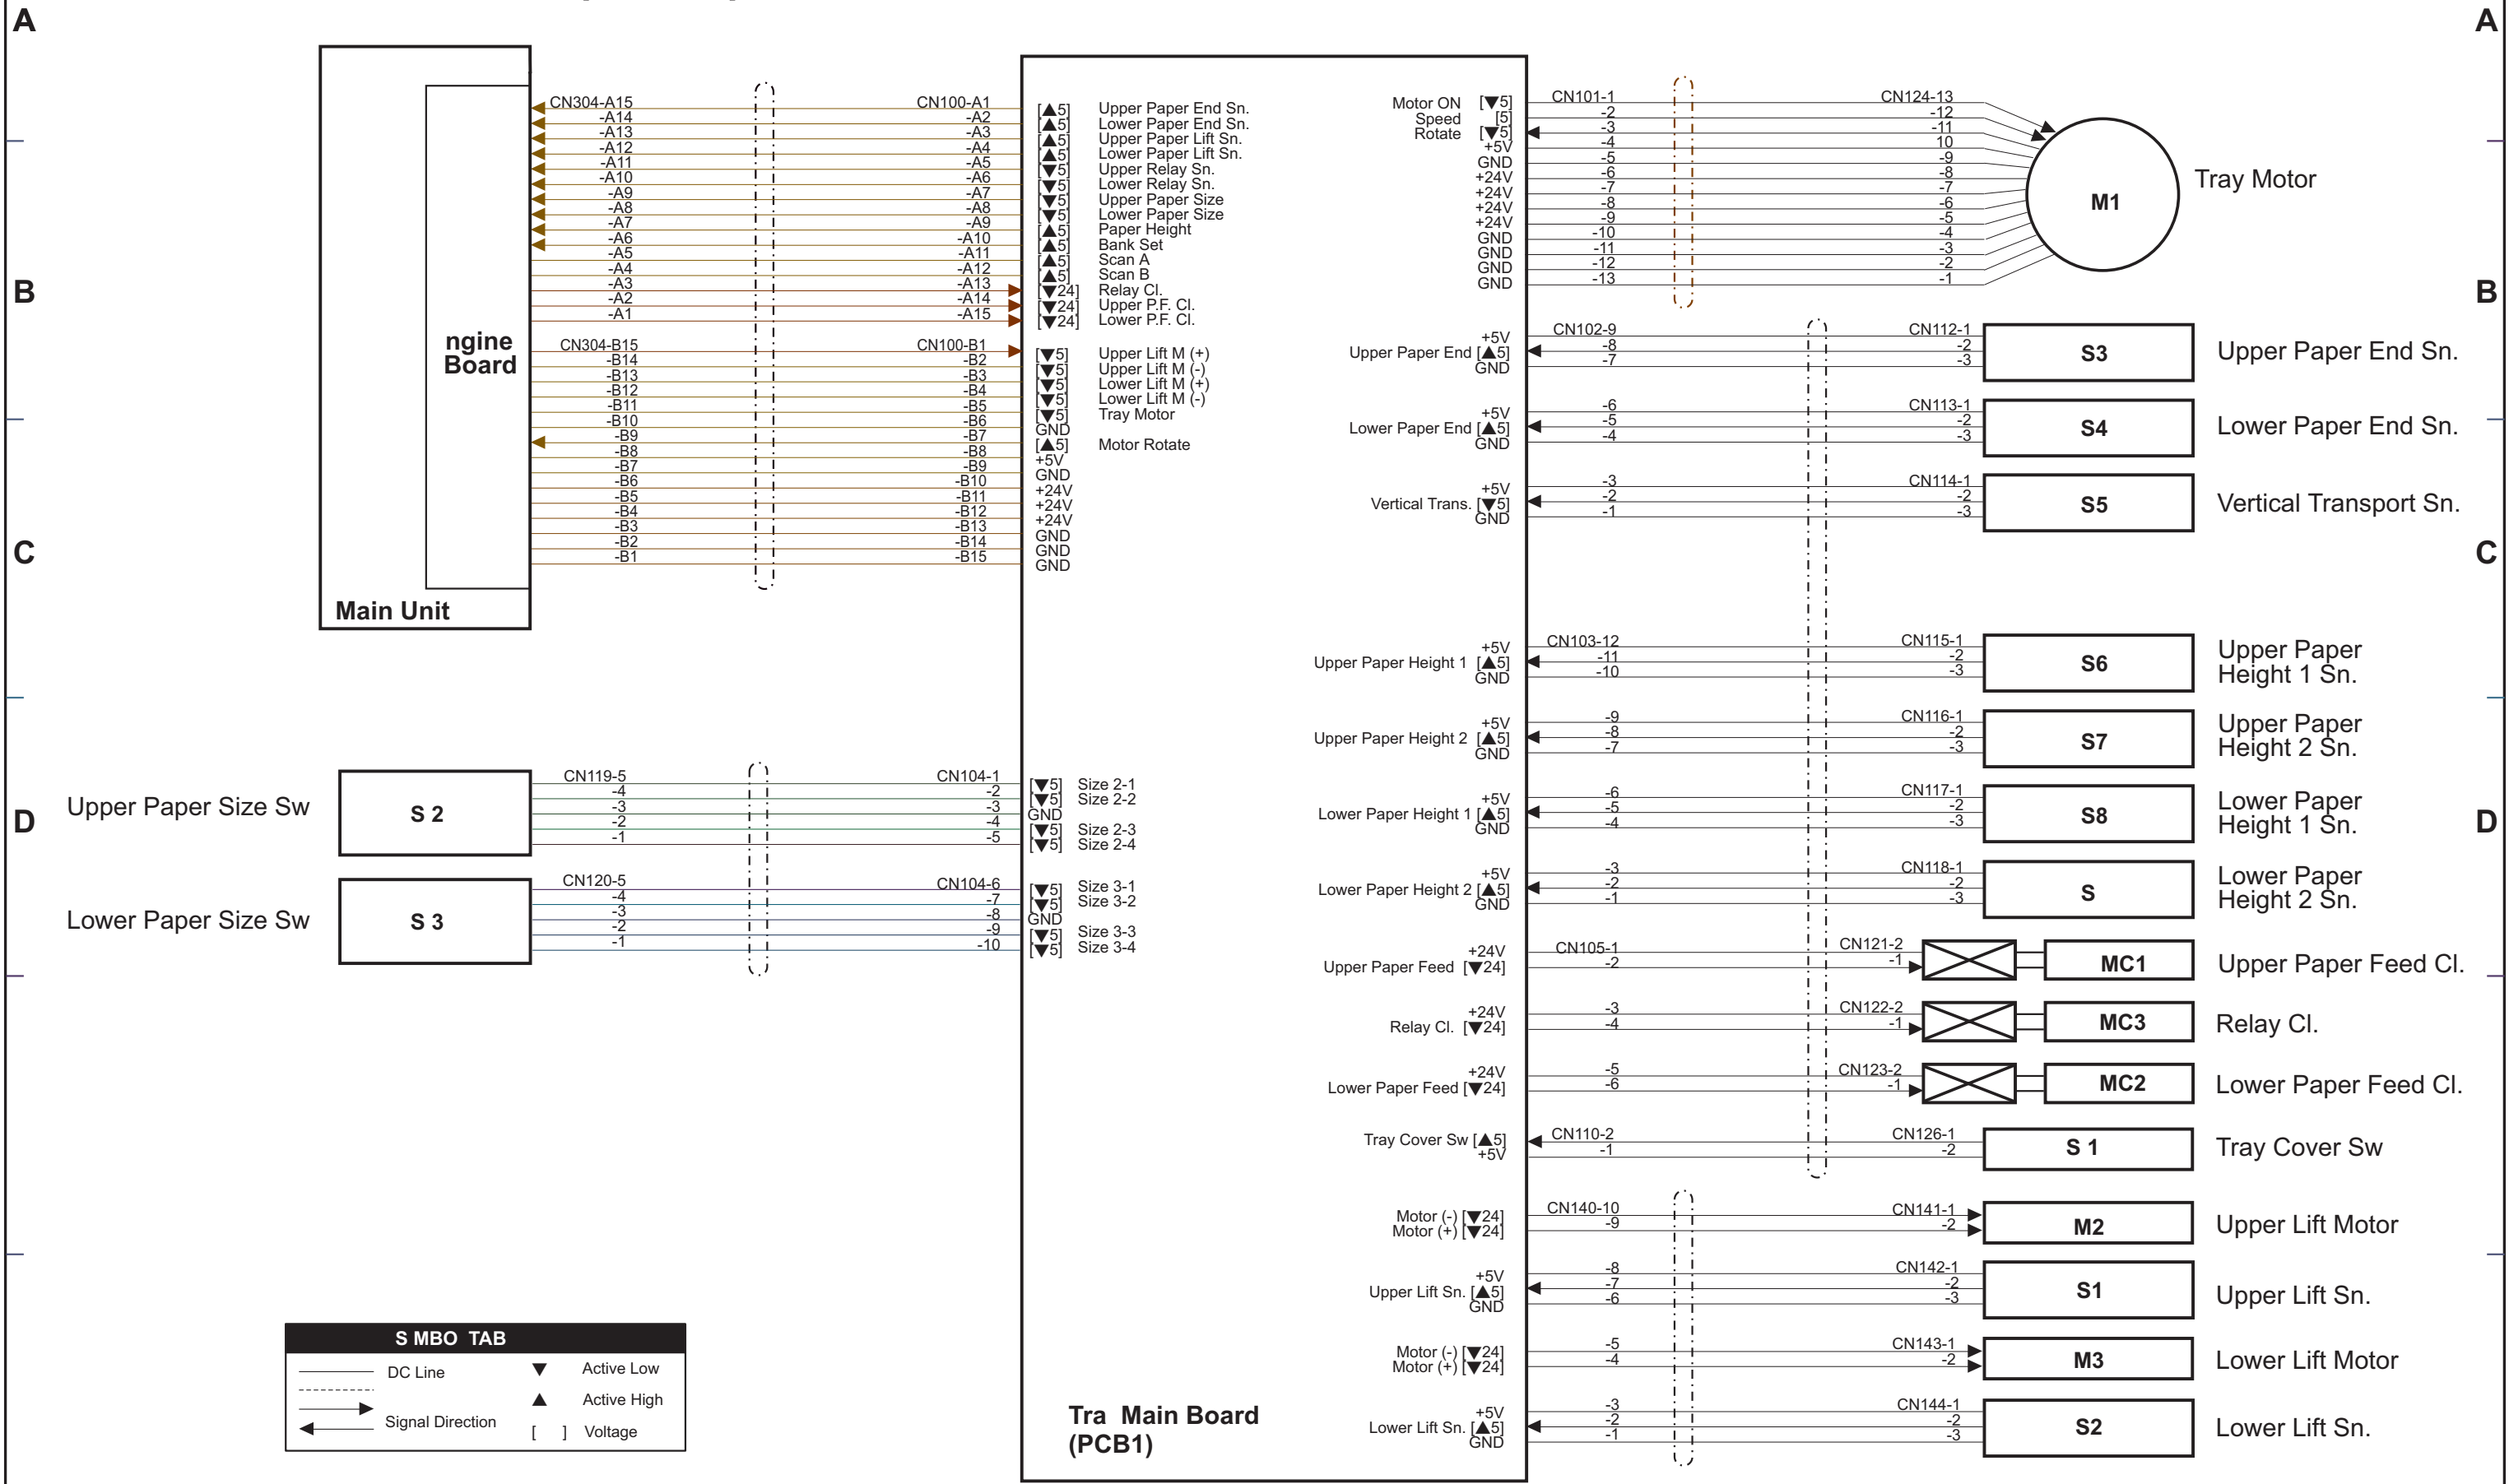 A
A
B
B
C
C
D
D
ngine
Board
Main Unit
CN304-A15 CN100-A1 [▲5] Upper Paper End Sn.
-A14 -A2 [▲5] Lower Paper End Sn.
-A13 -A3 [▲5] Upper Paper Lift Sn.
-A12 -A4 [▲5] Lower Paper Lift Sn.
-A11 -A5 [▼5] Upper Relay Sn.
-A10 -A6 [▼5] Lower Relay Sn.
-A9 -A7 [▼5] Upper Paper Size
-A8 -A8 [▼5] Lower Paper Size
-A7 -A9 [▲5] Paper Height
-A6 -A10 [▲5] Bank Set
-A5 -A11 [▲5] Scan A
-A4 -A12 [▲5] Scan B
-A3 -A13 [▼24] Relay Cl.
-A2 -A14 [▼24] Upper P.F. Cl.
-A1 -A15 [▼24] Lower P.F. Cl.
CN304-B15 CN100-B1 [▼5] Upper Lift M (+)
-B14 -B2 [▼5] Upper Lift M (-)
-B13 -B3 [▼5] Lower Lift M (+)
-B12 -B4 [▼5] Lower Lift M (-)
-B11 -B5 [▼5] Tray Motor
-B10 -B6 GND
-B9 -B7 [▲5] Motor Rotate
-B8 -B8 +5V
-B7 -B9 GND
-B6 -B10 +24V
-B5 -B11 +24V
-B4 -B12 +24V
-B3 -B13 GND
-B2 -B14 GND
-B1 -B15 GND
Upper Paper Size Sw
S 2
CN119-5 CN104-1 [▼5] Size 2-1
-4 -2 [▼5] Size 2-2
-3 -3 GND
-2 -4 [▼5] Size 2-3
-1 -5 [▼5] Size 2-4
Lower Paper Size Sw
S 3
CN120-5 CN104-6 [▼5] Size 3-1
-4 -7 [▼5] Size 3-2
-3 -8 GND
-2 -9 [▼5] Size 3-3
-1 -10 [▼5] Size 3-4
S MBO TAB
DC Line ▼ Active Low
▲ Active High
Signal Direction [ ] Voltage
Tra Main Board
(PCB1)
Motor ON [▼5] CN101-1 CN124-13
Speed [5] -2 -12
Rotate [▼5] -3 -11
+5V -4 10
GND -5 -9
+24V -6 -8
+24V -7 -7
+24V -8 -6
+24V -9 -5
GND -10 -4
GND -11 -3
GND -12 -2
GND -13 -1
M1
Tray Motor
+5V CN102-9 CN112-1
Upper Paper End [▲5] -8 -2
GND -7 -3
S3
Upper Paper End Sn.
+5V -6 CN113-1
Lower Paper End [▲5] -5 -2
GND -4 -3
S4
Lower Paper End Sn.
+5V -3 CN114-1
Vertical Trans. [▼5] -2 -2
GND -1 -3
S5
Vertical Transport Sn.
+5V CN103-12 CN115-1
Upper Paper Height 1 [▲5] -11 -2
GND -10 -3
S6
Upper Paper
Height 1 Sn.
+5V -9 CN116-1
Upper Paper Height 2 [▲5] -8 -2
GND -7 -3
S7
Upper Paper
Height 2 Sn.
+5V -6 CN117-1
Lower Paper Height 1 [▲5] -5 -2
GND -4 -3
S8
Lower Paper
Height 1 Sn.
+5V -3 CN118-1
Lower Paper Height 2 [▲5] -2 -2
GND -1 -3
S
Lower Paper
Height 2 Sn.
+24V CN105-1 CN121-2
Upper Paper Feed [▼24] -2 -1
MC1
Upper Paper Feed Cl.
+24V -3 CN122-2
Relay Cl. [▼24] -4 -1
MC3
Relay Cl.
+24V -5 CN123-2
Lower Paper Feed [▼24] -6 -1
MC2
Lower Paper Feed Cl.
Tray Cover Sw [▲5] CN110-2 CN126-1
+5V -1 -2
S 1
Tray Cover Sw
Motor (-) [▼24] CN140-10 CN141-1
Motor (+) [▼24] -9 -2
M2
Upper Lift Motor
+5V -8 CN142-1
Upper Lift Sn. [▲5] -7 -2
GND -6 -3
S1
Upper Lift Sn.
Motor (-) [▼24] -5 CN143-1
Motor (+) [▼24] -4 -2
M3
Lower Lift Motor
+5V -3 CN144-1
Lower Lift Sn. [▲5] -2 -2
GND -1 -3
S2
Lower Lift Sn.